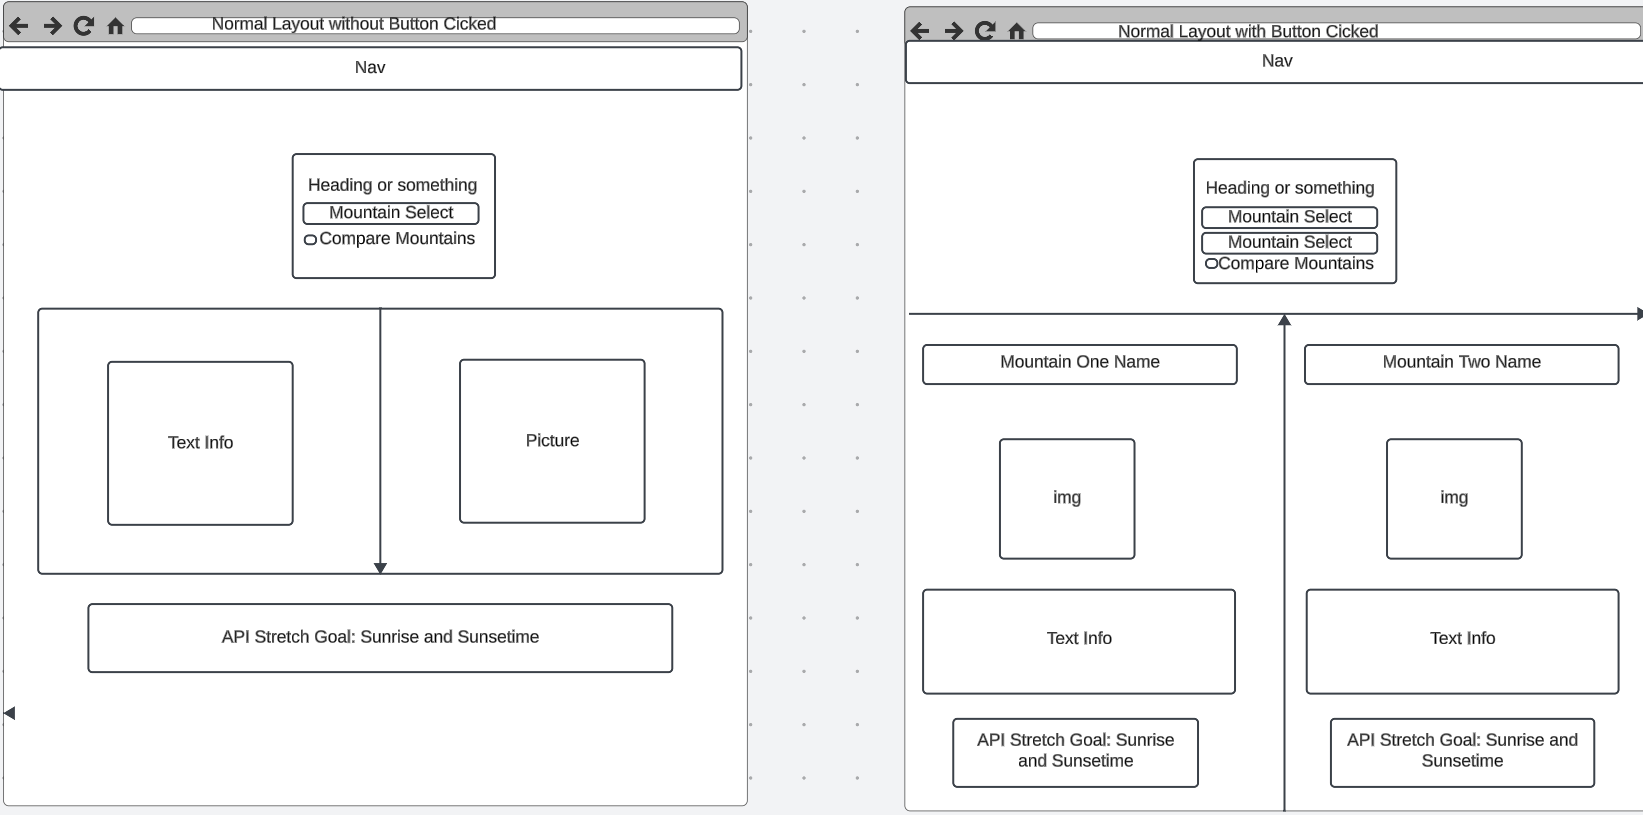 Normal Layout without Button Cicked
Nav
Heading or something
Mountain Select
Compare Mountains
Text Info
Picture
API Stretch Goal: Sunrise and Sunsetime
Normal Layout with Button Cicked
Nav
Heading or something
Mountain Select
Mountain Select
Compare Mountains
Mountain One Name
Mountain Two Name
img
img
Text Info
Text Info
API Stretch Goal: Sunrise
and Sunsetime
API Stretch Goal: Sunrise and
Sunsetime